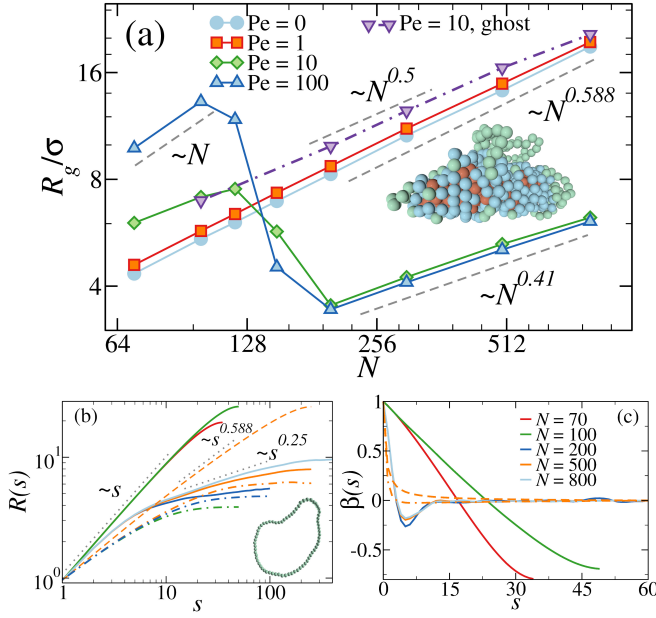 (a)
Pe = 0
Pe = 1
Pe = 10
Pe = 100
Pe = 10, ghost
~N^0.5
~N^0.588
~N
~N^0.41
R_g/σ
16
8
4
64
128
256
512
N
(b)
~s^0.588
~s^0.25
~s
R(s)
10^1
10^0
1
10
100
s
(c)
N = 70
N = 100
N = 200
N = 500
N = 800
β(s)
1
0.5
0
-0.5
0
15
30
45
60
s